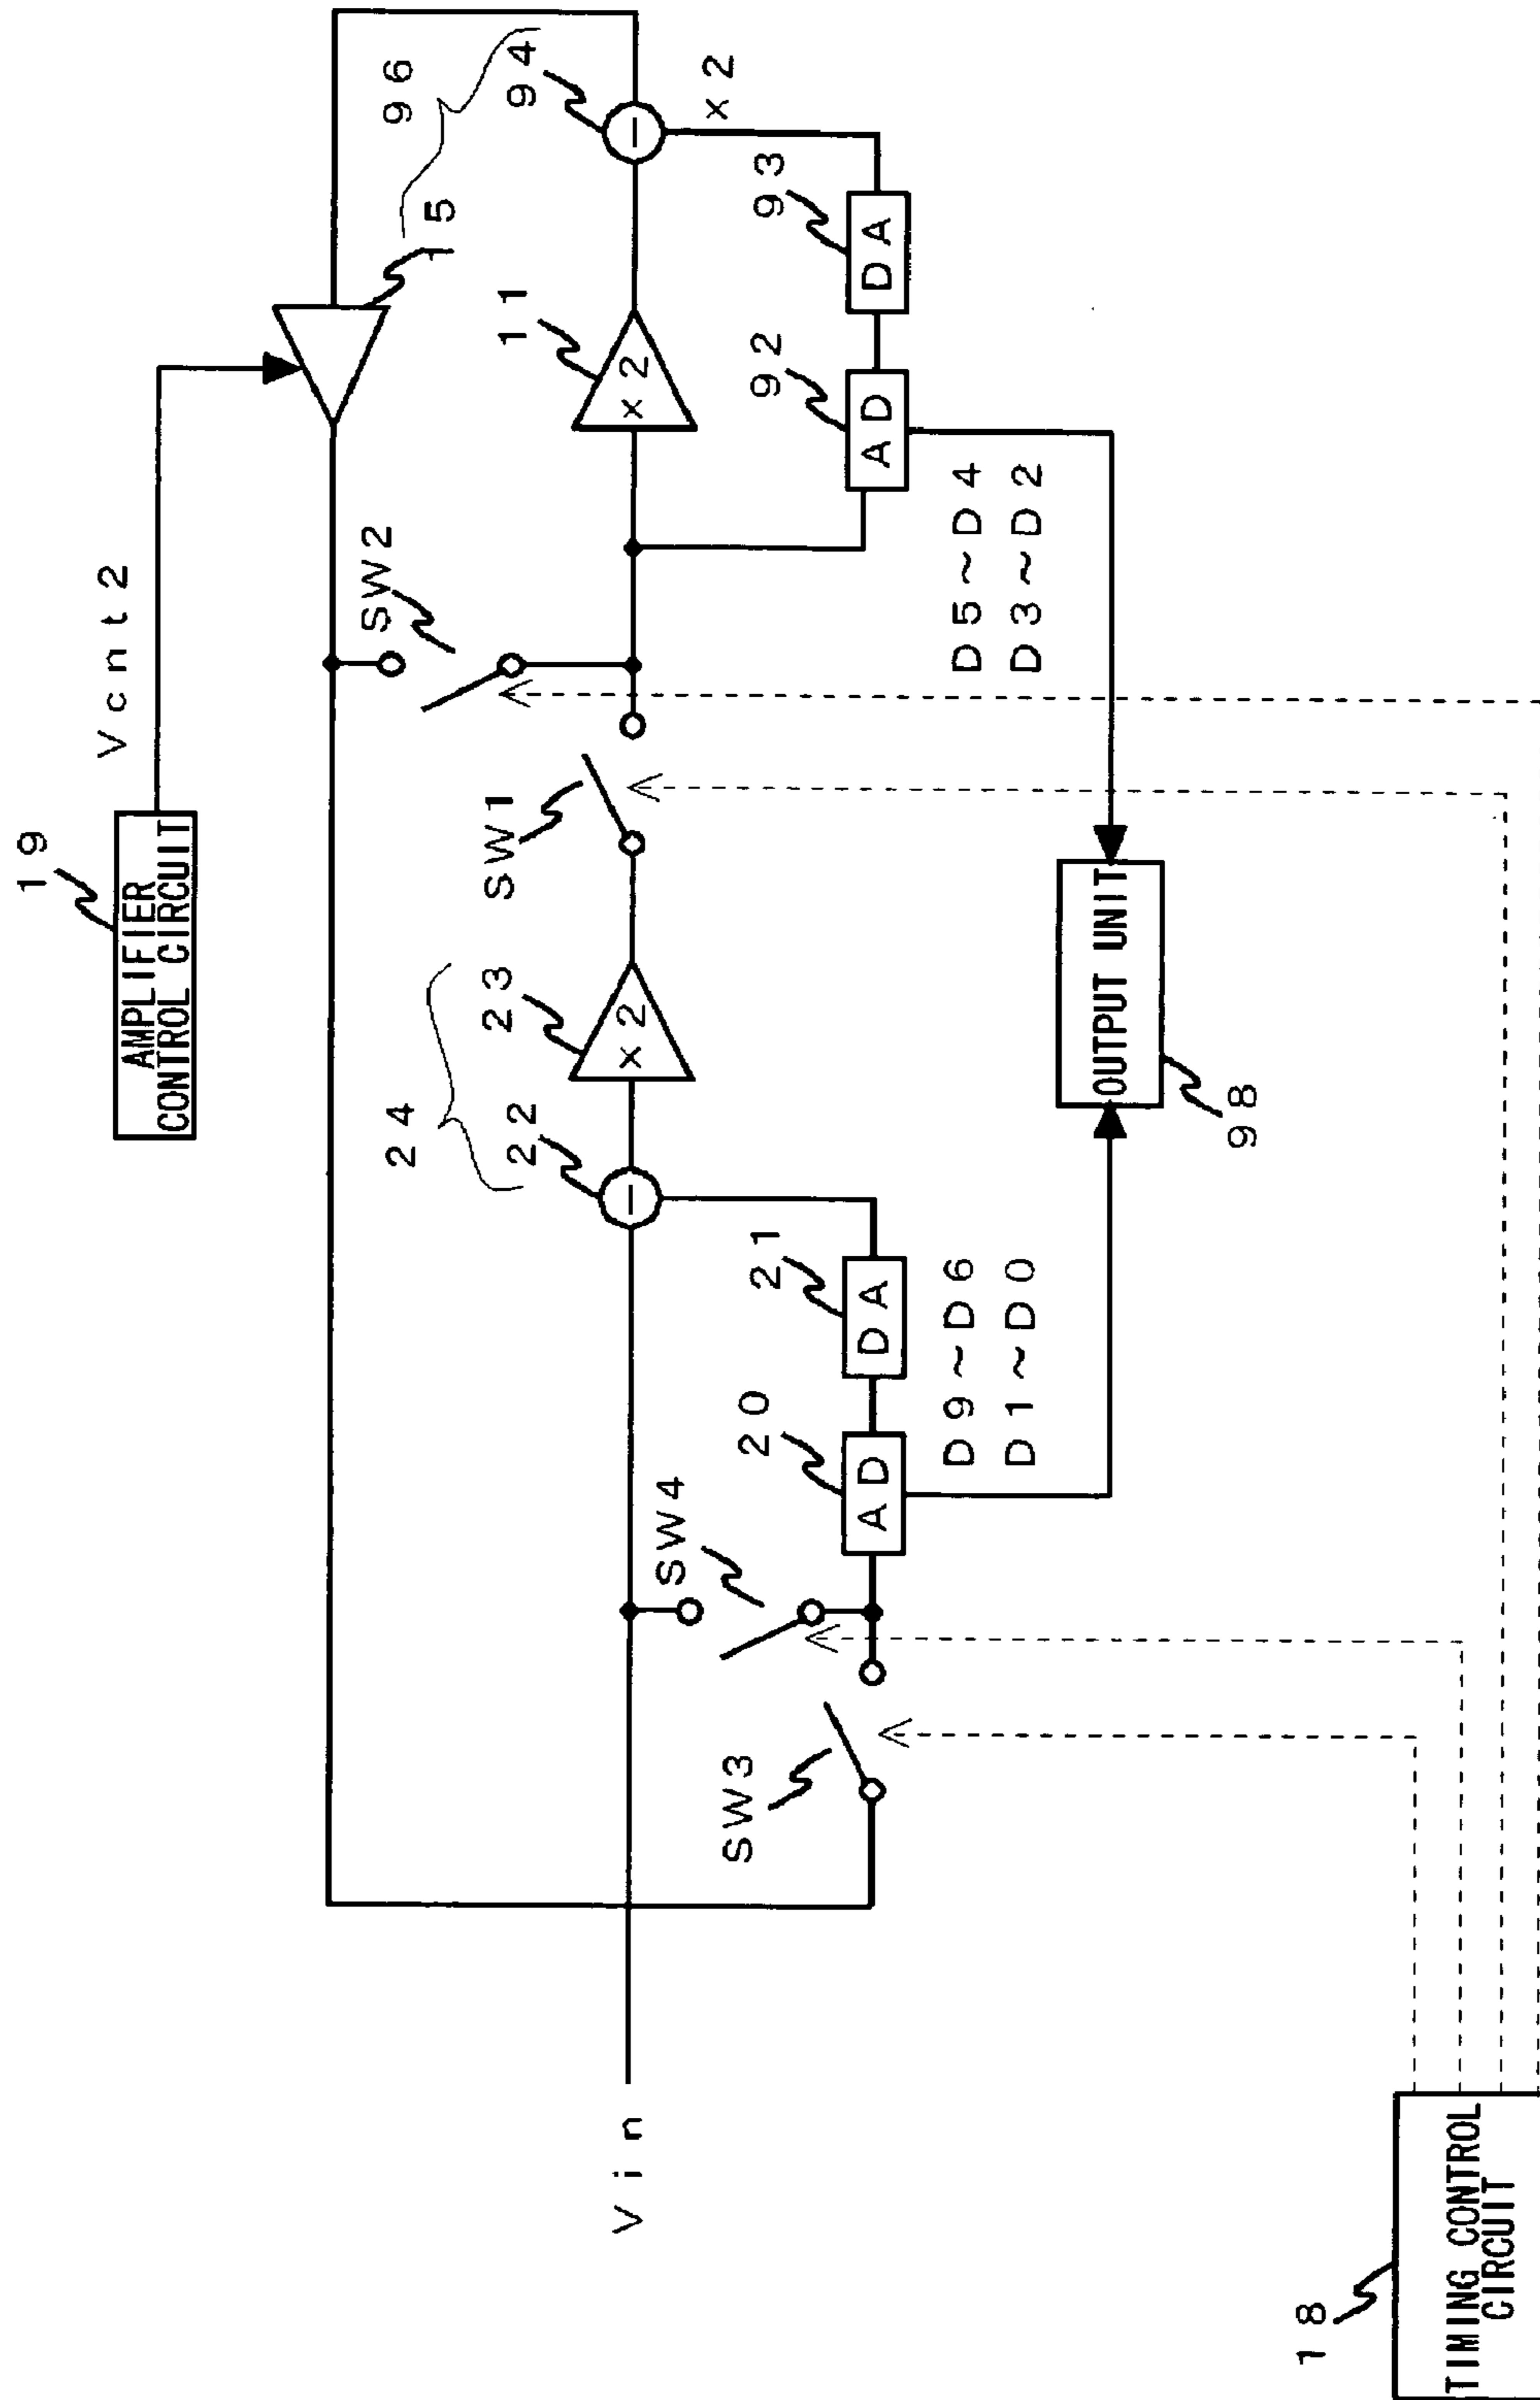 19
AMPLIFIER
CONTROL CIRCUIT
Vcnt2
15
96
94
SW2
11
×2
×2
24
22
23
×2
SW1
92
AD
93
DA
SW4
20
AD
21
DA
SW3
Vin
D9~D6
D1~D0
D5~D4
D3~D2
OUTPUT UNIT
98
18
TIMING CONTROL
CIRCUIT